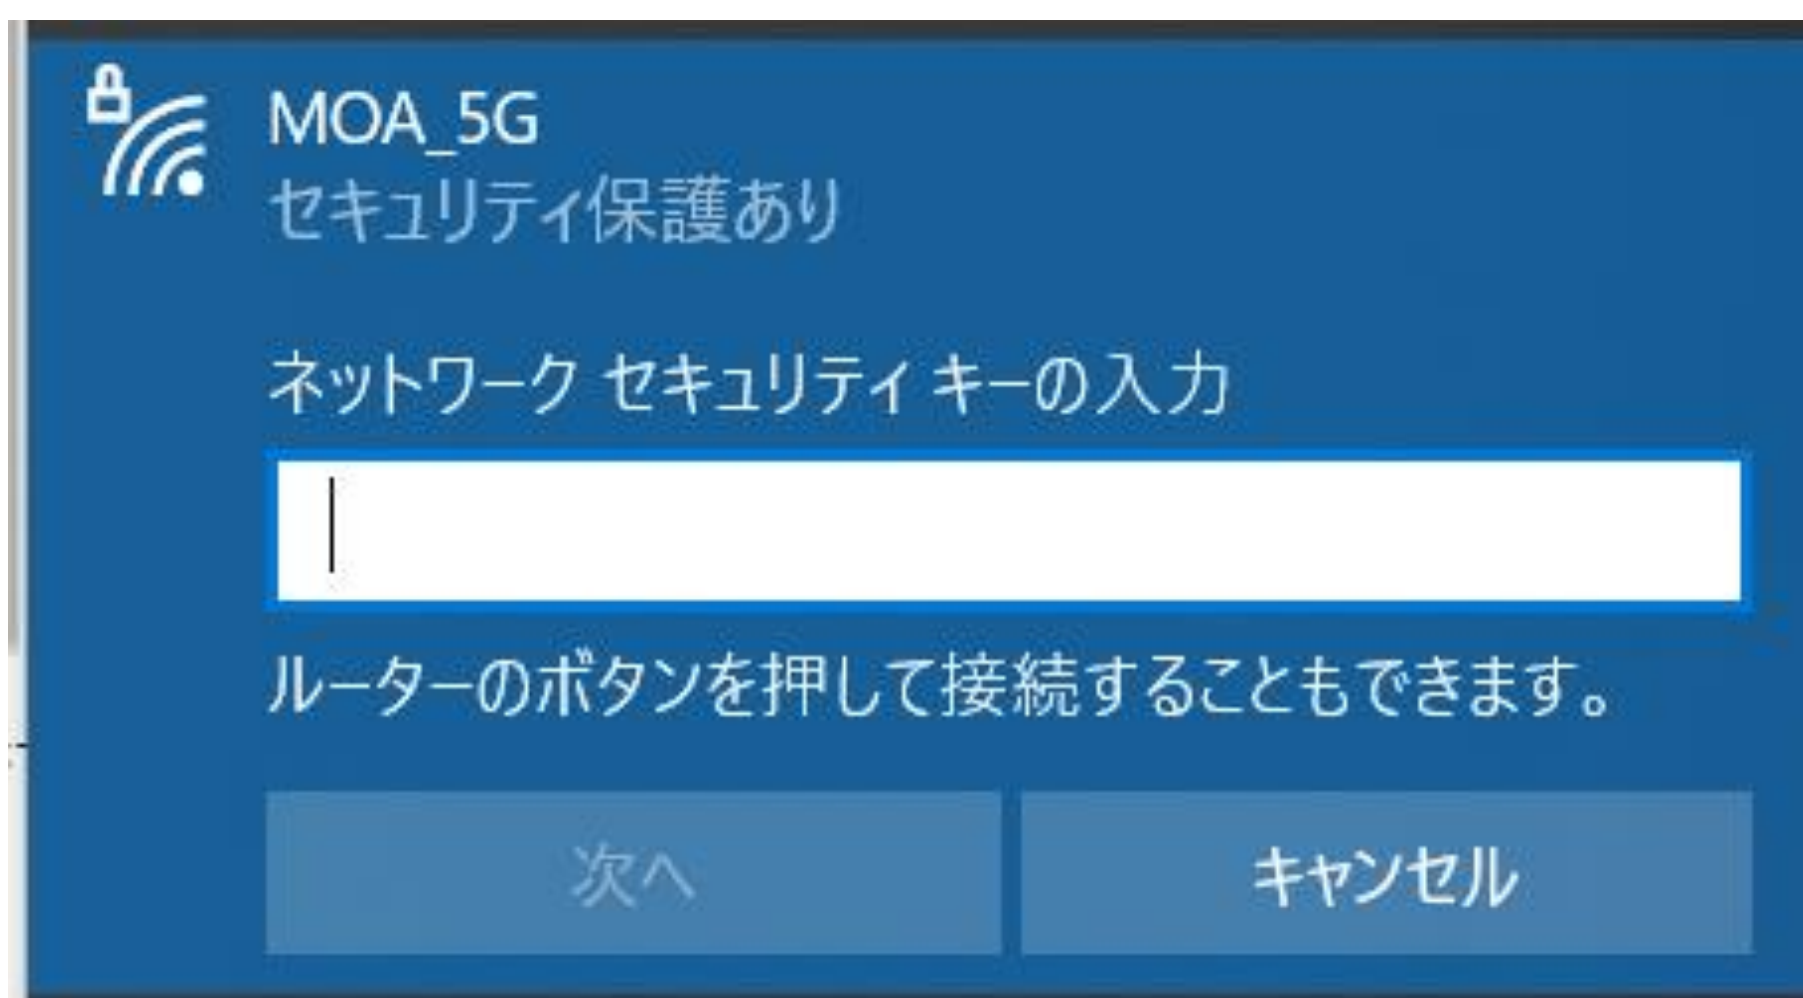 MOA_5G
セキュリティ保護あり
ネットワーク セキュリティ キーの入力
ルーターのボタンを押して接続することもできます。
次へ
キャンセル